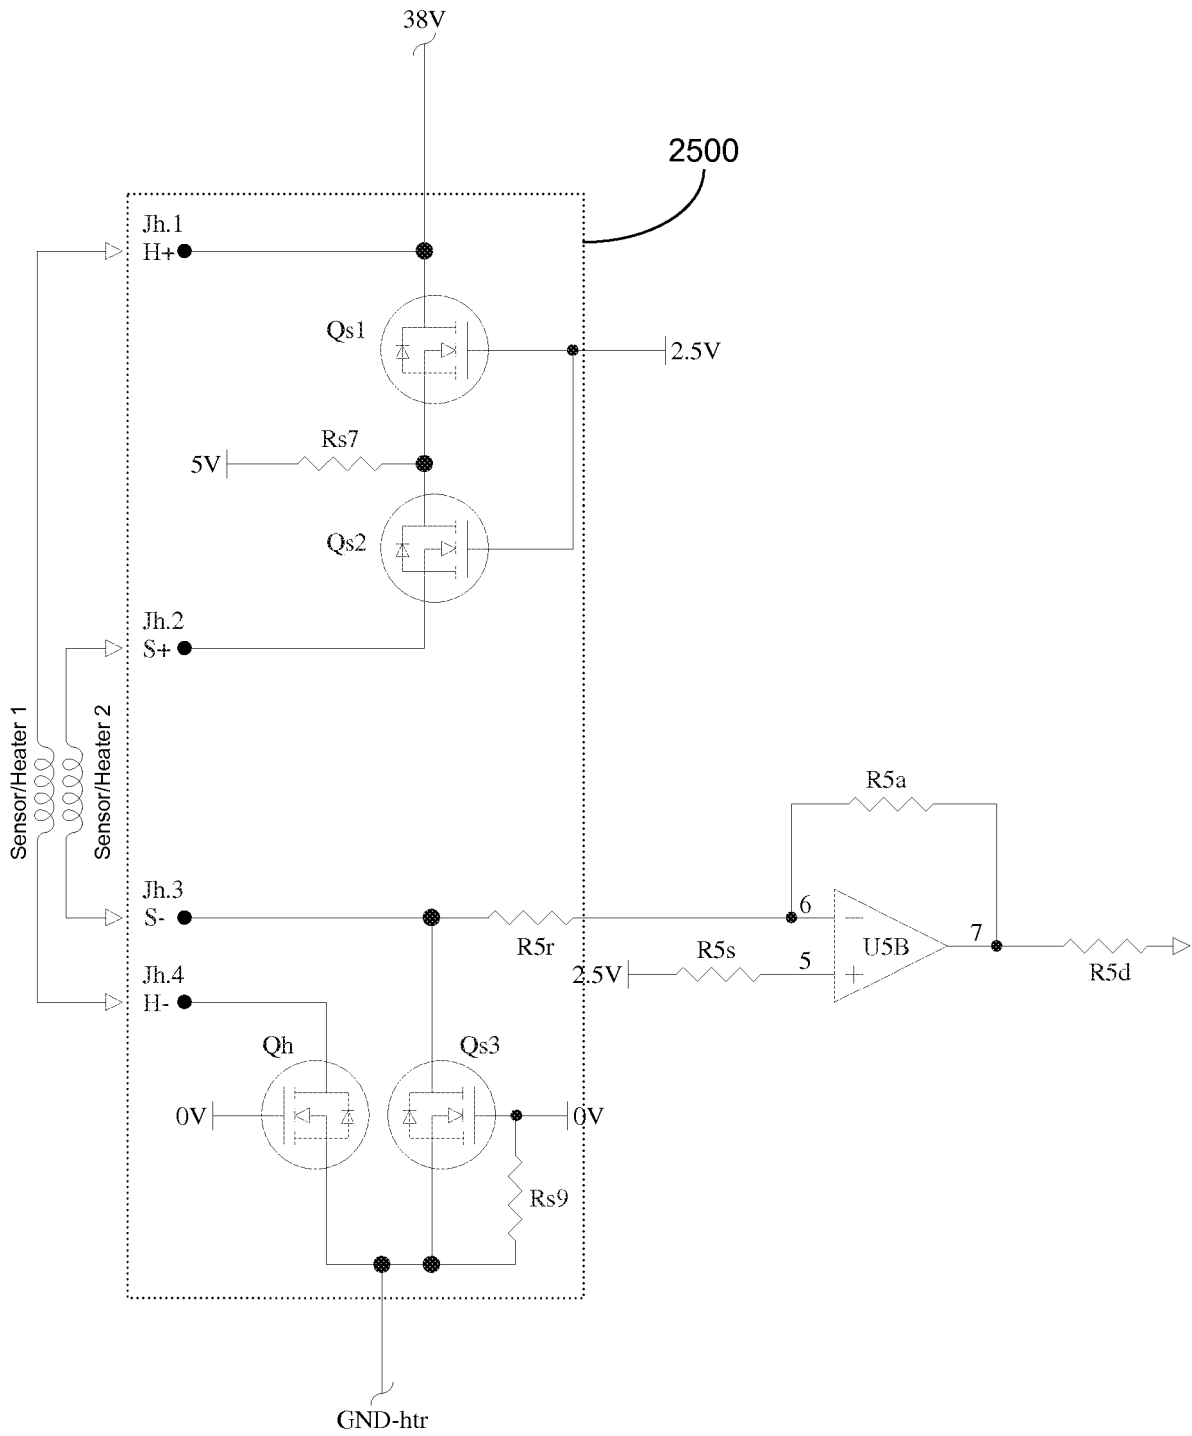 38V
2500
Jh.1
H+
Qs1
2.5V
Rs7
5V
Qs2
Jh.2
S+
Sensor/Heater 1
Sensor/Heater 2
R5a
Jh.3
S-
R5r
6
7
U5B
R5s
5
2.5V
R5d
Jh.4
H-
Qh
Qs3
0V
0V
Rs9
GND-htr